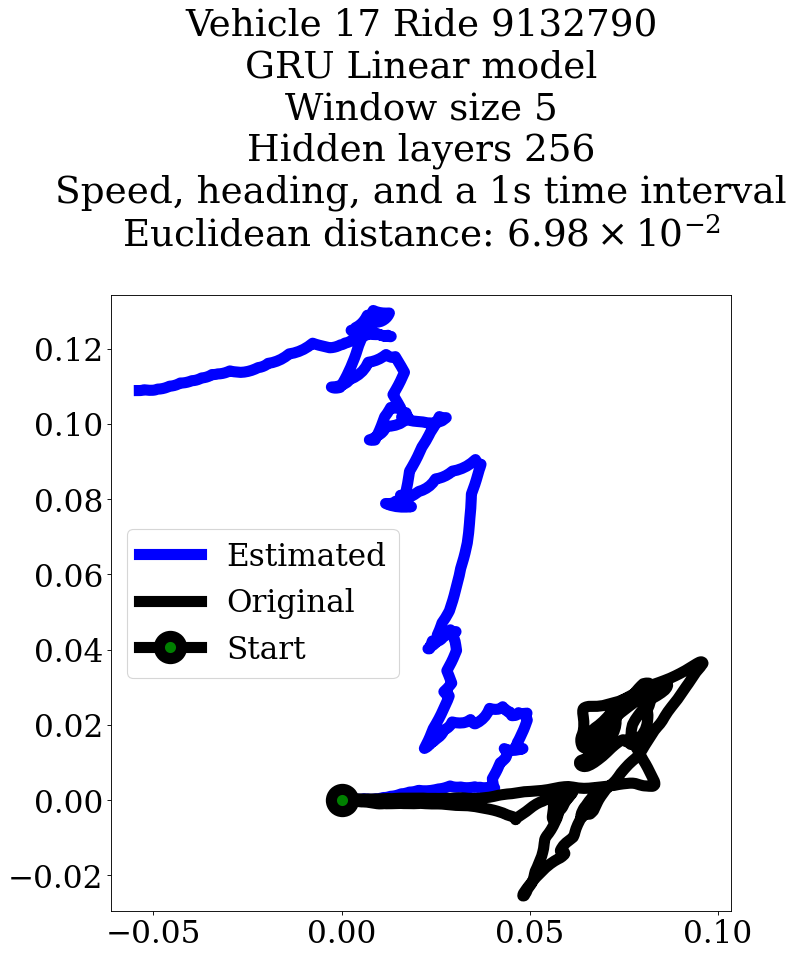 Vehicle 17 Ride 9132790
GRU Linear model
Window size 5
Hidden layers 256
Speed, heading, and a 1s time interval
Euclidean distance: 6.98 × 10⁻²
0.12
0.10
0.08
0.06
0.04
0.02
0.00
−0.02
Estimated
Original
Start
−0.05 0.00 0.05 0.10